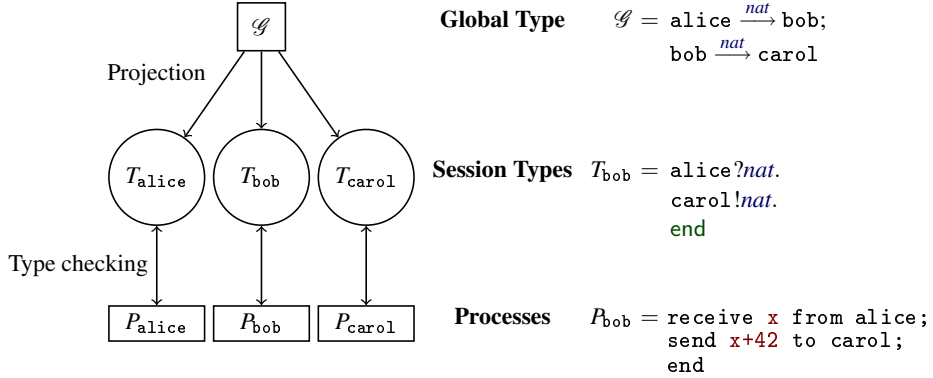 𝒢 Global Type 𝒢 = alice nat⟶ bob;
bob nat⟶ carol
Projection
T_alice T_bob T_carol Session Types T_bob = alice?nat.
carol!nat.
end
Type checking
P_alice P_bob P_carol Processes P_bob = receive x from alice;
send x+42 to carol;
end